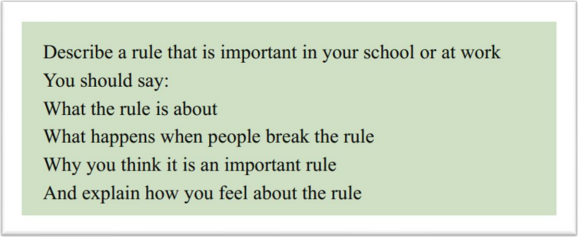 Describe a rule that is important in your school or at work
You should say:
What the rule is about
What happens when people break the rule
Why you think it is an important rule
And explain how you feel about the rule